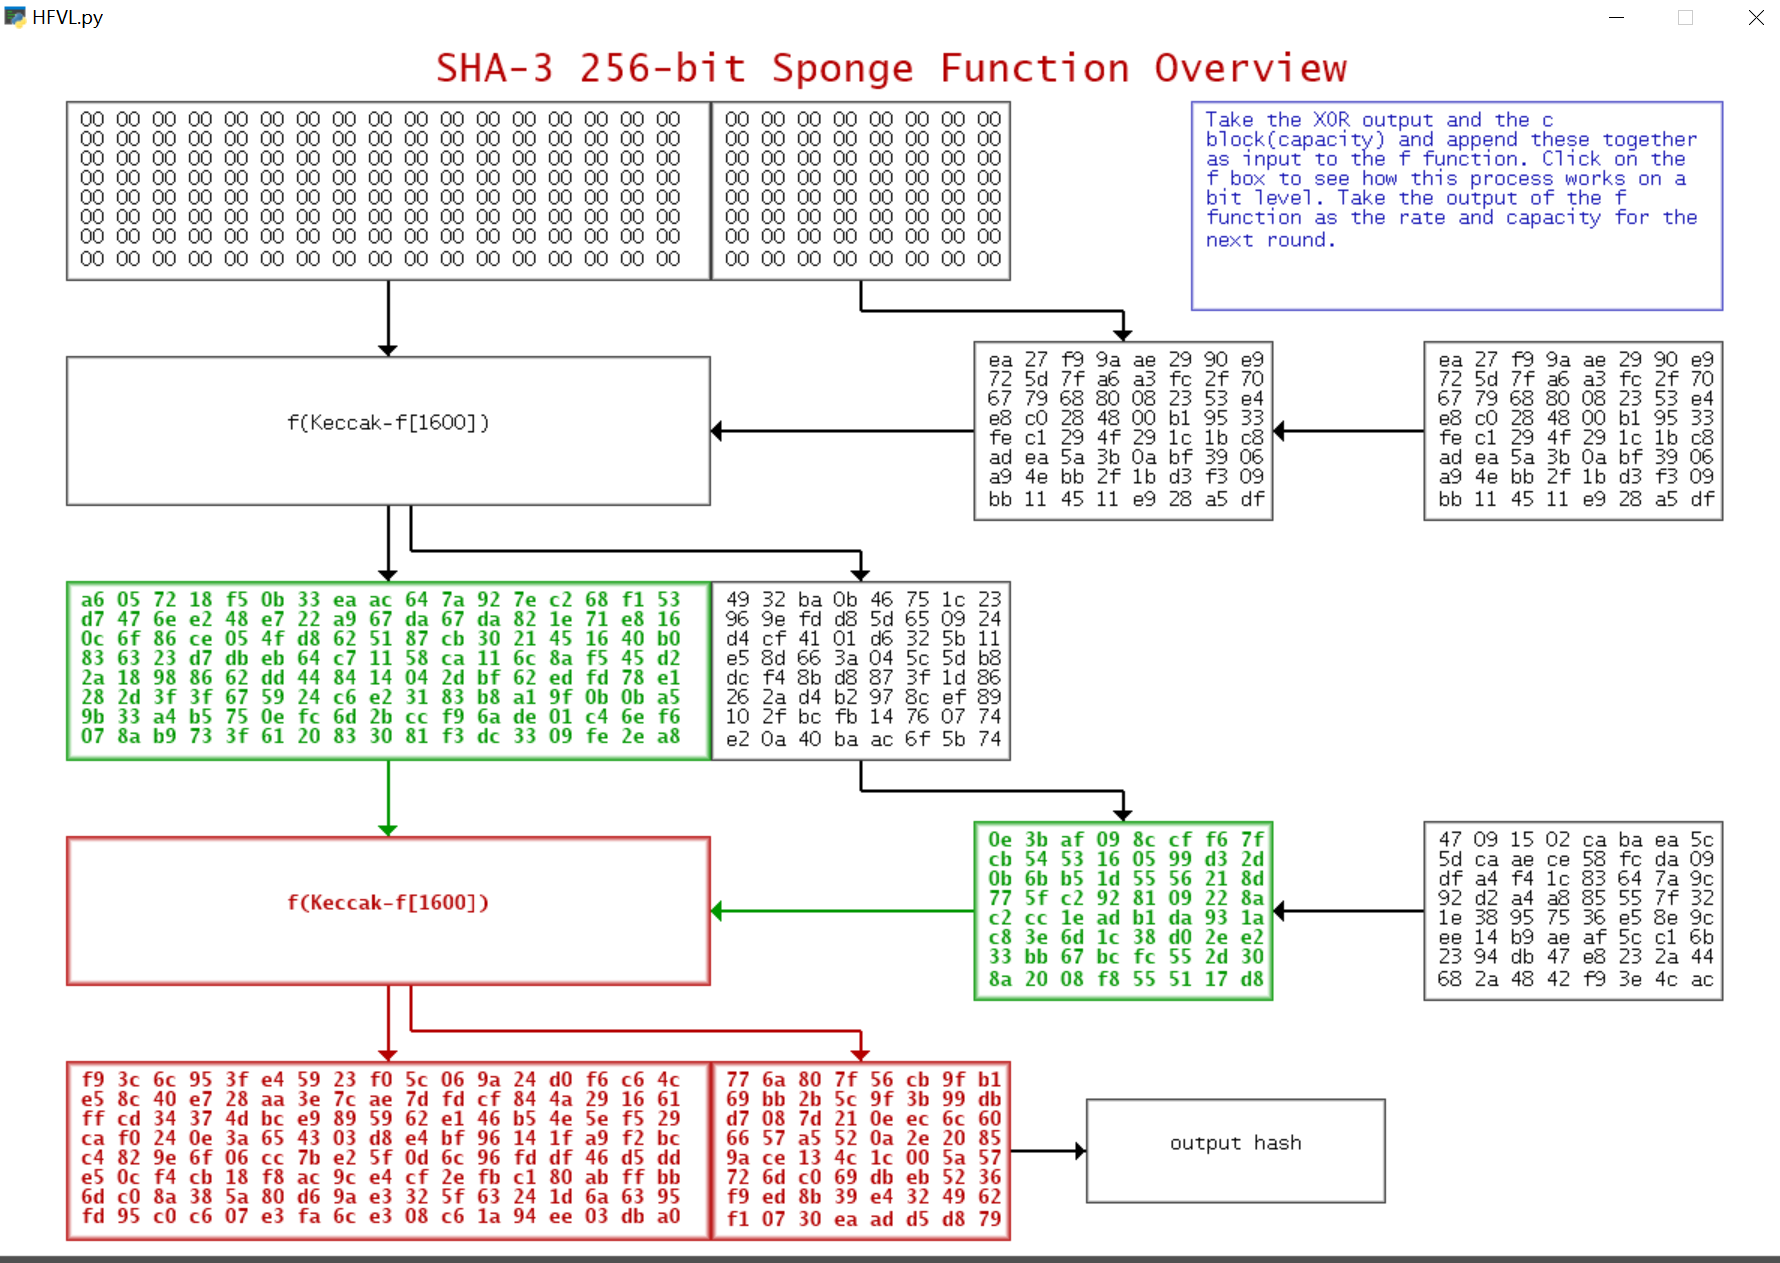 HFVL.py
SHA-3 256-bit Sponge Function Overview
00 00 00 00 00 00 00 00 00 00 00 00 00 00 00 00 00
00 00 00 00 00 00 00 00 00 00 00 00 00 00 00 00 00
00 00 00 00 00 00 00 00 00 00 00 00 00 00 00 00 00
00 00 00 00 00 00 00 00 00 00 00 00 00 00 00 00 00
00 00 00 00 00 00 00 00 00 00 00 00 00 00 00 00 00
00 00 00 00 00 00 00 00 00 00 00 00 00 00 00 00 00
00 00 00 00 00 00 00 00 00 00 00 00 00 00 00 00 00
00 00 00 00 00 00 00 00 00 00 00 00 00 00 00 00 00
00 00 00 00 00 00 00 00
00 00 00 00 00 00 00 00
00 00 00 00 00 00 00 00
00 00 00 00 00 00 00 00
00 00 00 00 00 00 00 00
00 00 00 00 00 00 00 00
00 00 00 00 00 00 00 00
00 00 00 00 00 00 00 00
Take the XOR output and the c
block(capacity) and append these together
as input to the f function. Click on the
f box to see how this process works on a
bit level. Take the output of the f
function as the rate and capacity for the
next round.
f(Keccak-f[1600])
ea 27 f9 9a ae 29 90 e9
72 5d 7f a6 a3 fc 2f 70
67 79 68 80 08 23 53 e4
e8 c0 28 48 00 b1 95 33
fe c1 29 4f 29 1c 1b c8
ad ea 5a 3b 0a bf 39 06
a9 4e bb 2f 1b d3 f3 09
bb 11 45 11 e9 28 a5 df
ea 27 f9 9a ae 29 90 e9
72 5d 7f a6 a3 fc 2f 70
67 79 68 80 08 23 53 e4
e8 c0 28 48 00 b1 95 33
fe c1 29 4f 29 1c 1b c8
ad ea 5a 3b 0a bf 39 06
a9 4e bb 2f 1b d3 f3 09
bb 11 45 11 e9 28 a5 df
a6 05 72 18 f5 0b 33 ea ac 64 7a 92 7e c2 68 f1 53
d7 47 6e e2 48 e7 22 a9 67 da 67 da 82 1e 71 e8 16
0c 6f 86 ce 05 4f d8 62 51 87 cb 30 21 45 16 40 b0
83 63 23 d7 db eb 64 c7 11 58 ca 11 6c 8a f5 45 d2
2a 18 98 86 62 dd 44 84 14 04 2d bf 62 ed fd 78 e1
28 2d 3f 3f 67 59 24 c6 e2 31 83 b8 a1 9f 0b 0b a5
9b 33 a4 b5 75 0e fc 6d 2b cc f9 6a de 01 c4 6e f6
07 8a b9 73 3f 61 20 83 30 81 f3 dc 33 09 fe 2e a8
49 32 ba 0b 46 75 1c 23
96 9e fd d8 5d 65 09 24
d4 cf 41 01 d6 32 5b 11
e5 8d 66 3a 04 5c 5d b8
dc f4 8b d8 87 3f 1d 86
26 2a d4 b2 97 8c ef 89
10 2f bc fb 14 76 07 74
e2 0a 40 ba ac 6f 5b 74
f(Keccak-f[1600])
0e 3b af 09 8c cf f6 7f
cb 54 53 16 05 99 d3 2d
0b 6b b5 1d 55 56 21 8d
77 5f c2 92 81 09 22 8a
c2 cc 1e ad b1 da 93 1a
c8 3e 6d 1c 38 d0 2e e2
33 bb 67 bc fc 55 2d 30
8a 20 08 f8 55 51 17 d8
47 09 15 02 ca ba ea 5c
5d ca ae ce 58 fc da 09
df a4 f4 1c 83 64 7a 9c
92 d2 a4 a8 85 55 7f 32
1e 38 95 75 36 e5 8e 9c
ee 14 b9 ae af 5c c1 6b
23 94 db 47 e8 23 2a 44
68 2a 48 42 f9 3e 4c ac
f9 3c 6c 95 3f e4 59 23 f0 5c 06 9a 24 d0 f6 c6 4c
e5 8c 40 e7 28 aa 3e 7c ae 7d fd cf 84 4a 29 16 61
ff cd 34 37 4d bc e9 89 59 62 e1 46 b5 4e 5e f5 29
ca f0 24 0e 3a 65 43 03 d8 e4 bf 96 14 1f a9 f2 bc
c4 82 9e 6f 06 cc 7b e2 5f 0d 6c 96 fd df 46 d5 dd
e5 0c f4 cb 18 f8 ac 9c e4 cf 2e fb c1 80 ab ff bb
6d c0 8a 38 5a 80 d6 9a e3 32 5f 63 24 1d 6a 63 95
fd 95 c0 c6 07 e3 fa 6c e3 08 c6 1a 94 ee 03 db a0
77 6a 80 7f 56 cb 9f b1
69 bb 2b 5c 9f 3b 99 db
d7 08 7d 21 0e ec 6c 60
66 57 a5 52 0a 2e 20 85
9a ce 13 4c 1c 00 5a 57
72 6d c0 69 db eb 52 36
f9 ed 8b 39 e4 32 49 62
f1 07 30 ea ad d5 d8 79
output hash